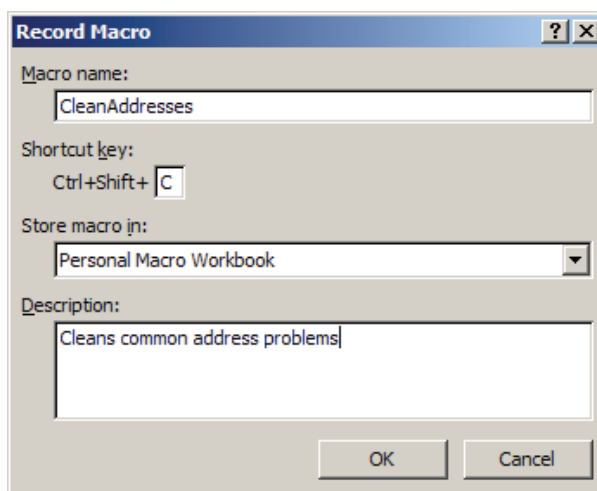 Record Macro
Macro name:
CleanAddresses
Shortcut key:
Ctrl+Shift+ C
Store macro in:
Personal Macro Workbook
Description:
Cleans common address problems
OK Cancel